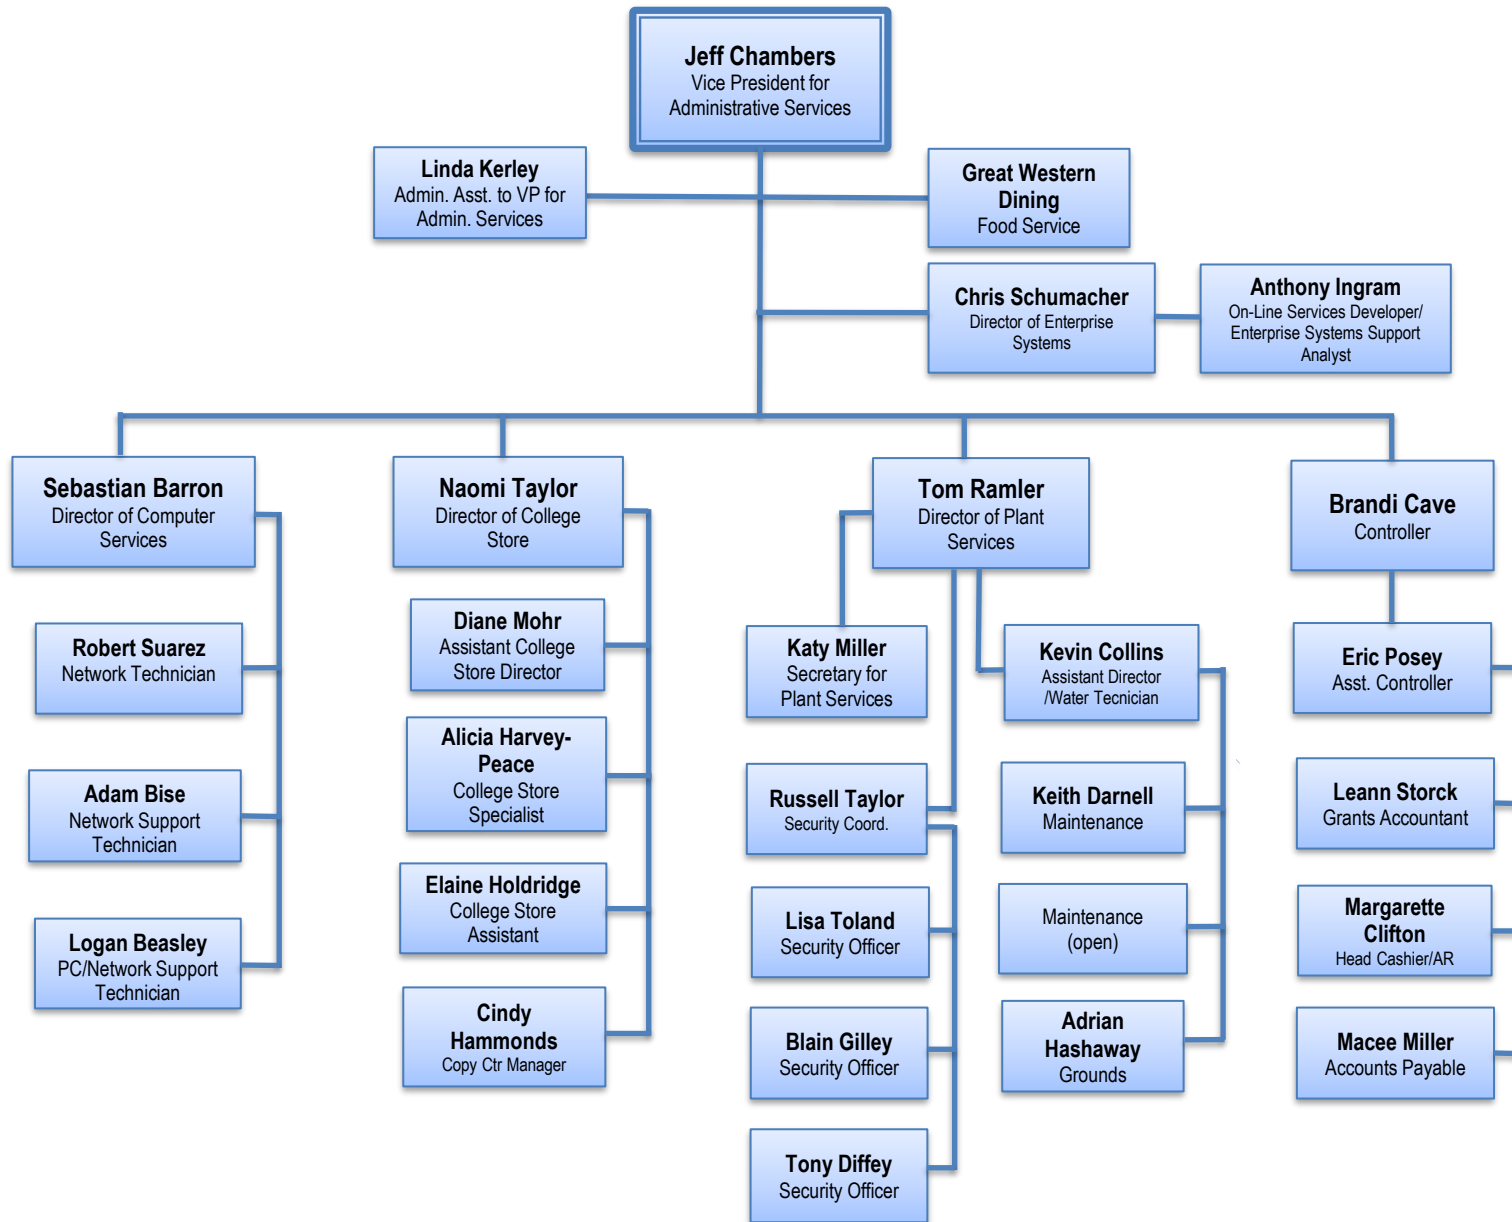 Jeff Chambers
Vice President for
Administrative Services
Linda Kerley
Admin. Asst. to VP for
Admin. Services
Great Western
Dining
Food Service
Chris Schumacher
Director of Enterprise
Systems
Anthony Ingram
On-Line Services Developer/
Enterprise Systems Support
Analyst
Sebastian Barron
Director of Computer
Services
Robert Suarez
Network Technician
Adam Bise
Network Support
Technician
Logan Beasley
PC/Network Support
Technician
Naomi Taylor
Director of College
Store
Diane Mohr
Assistant College
Store Director
Alicia Harvey-
Peace
College Store
Specialist
Elaine Holdridge
College Store
Assistant
Cindy
Hammonds
Copy Ctr Manager
Tom Ramler
Director of Plant
Services
Katy Miller
Secretary for
Plant Services
Russell Taylor
Security Coord.
Lisa Toland
Security Officer
Blain Gilley
Security Officer
Tony Diffey
Security Officer
Kevin Collins
Assistant Director
/Water Tecnician
Keith Darnell
Maintenance
Maintenance
(open)
Adrian
Hashaway
Grounds
Brandi Cave
Controller
Eric Posey
Asst. Controller
Leann Storck
Grants Accountant
Margarette
Clifton
Head Cashier/AR
Macee Miller
Accounts Payable